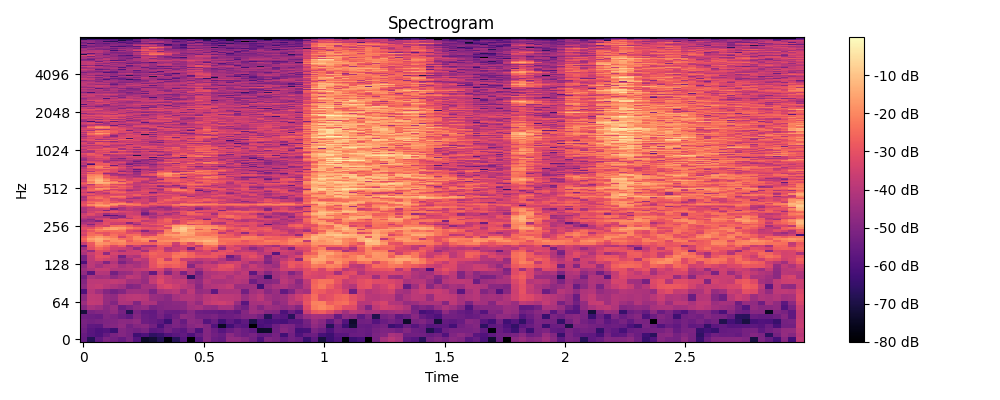 Spectrogram
4096
2048
1024
512
256
128
64
0
Hz
0
0.5
1
1.5
2
2.5
Time
-10 dB
-20 dB
-30 dB
-40 dB
-50 dB
-60 dB
-70 dB
-80 dB